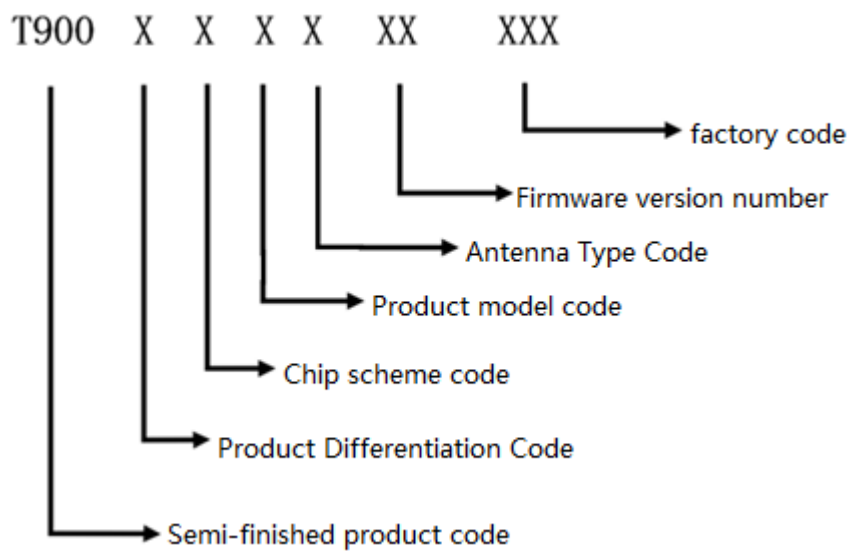 T900 X X X X XX XXX
factory code
Firmware version number
Antenna Type Code
Product model code
Chip scheme code
Product Differentiation Code
Semi-finished product code